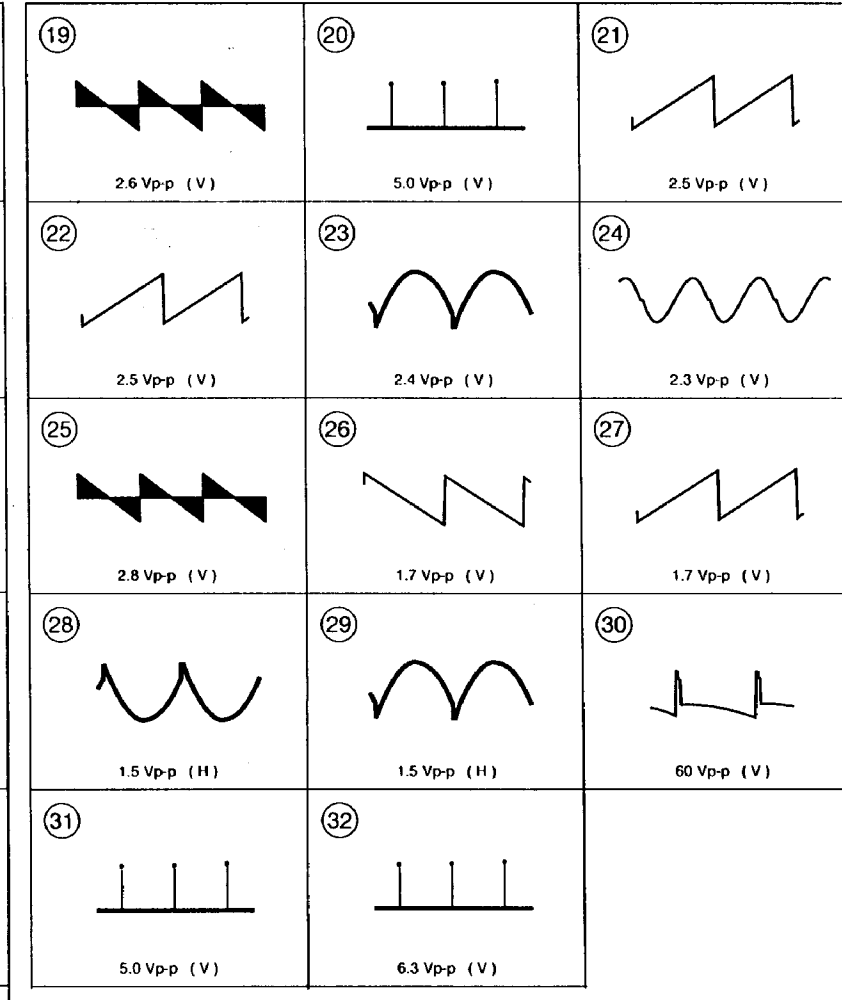 19
20
21
2.6 Vp-p ( V )
5.0 Vp-p ( V )
2.5 Vp-p ( V )
22
23
24
2.5 Vp-p ( V )
2.4 Vp-p ( V )
2.3 Vp-p ( V )
25
26
27
2.8 Vp-p ( V )
1.7 Vp-p ( V )
1.7 Vp-p ( V )
28
29
30
1.5 Vp-p ( H )
1.5 Vp-p ( H )
60 Vp-p ( V )
31
32
5.0 Vp-p ( V )
6.3 Vp-p ( V )